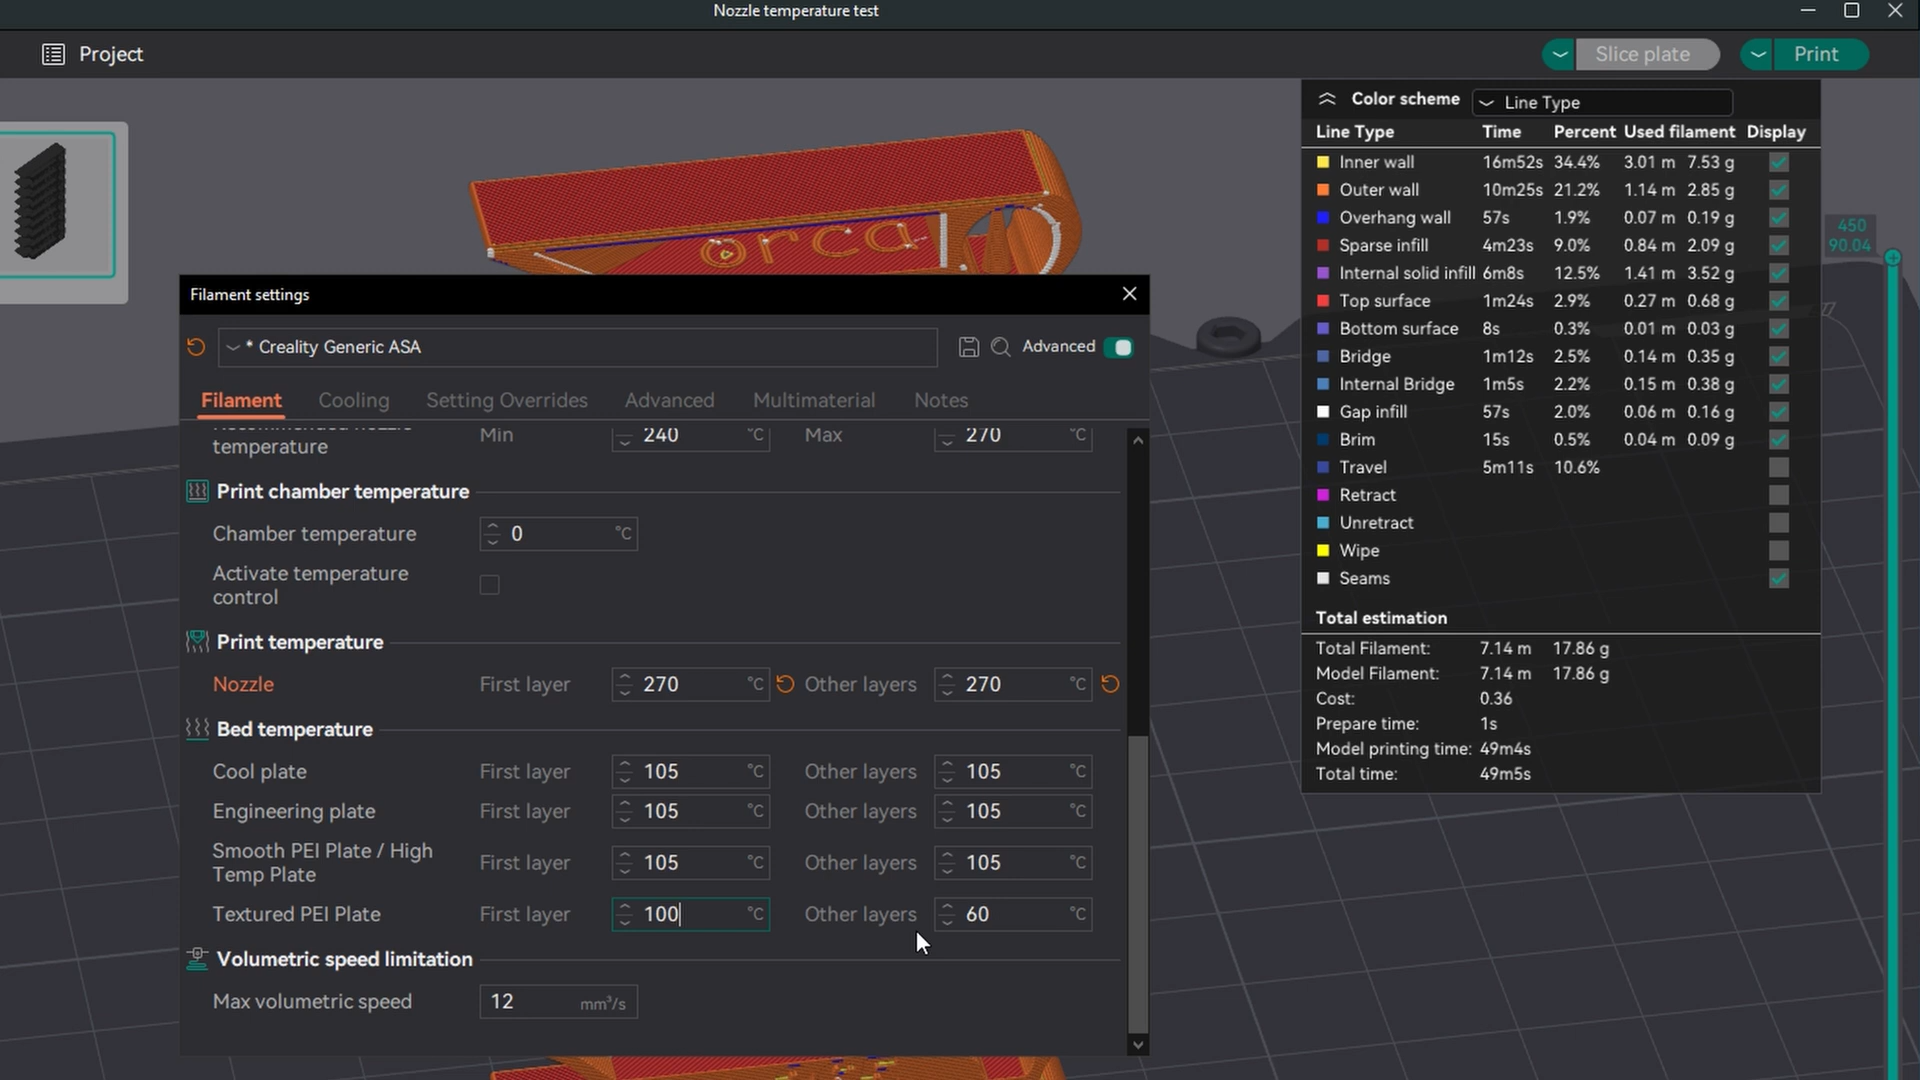 Nozzle temperature test
Project
Slice plate
Print
Color scheme Line Type
Line Type Time Percent Used filament Display
Inner wall 16m52s 34.4% 3.01 m 7.53 g
Outer wall 10m25s 21.2% 1.14 m 2.85 g
Overhang wall 57s 1.9% 0.07 m 0.19 g
Sparse infill 4m23s 9.0% 0.84 m 2.09 g
Internal solid infill 6m8s 12.5% 1.41 m 3.52 g
Top surface 1m24s 2.9% 0.27 m 0.68 g
Bottom surface 8s 0.3% 0.01 m 0.03 g
Bridge 1m12s 2.5% 0.14 m 0.35 g
Internal Bridge 1m5s 2.2% 0.15 m 0.38 g
Gap infill 57s 2.0% 0.06 m 0.16 g
Brim 15s 0.5% 0.04 m 0.09 g
Travel 5m11s 10.6%
Retract
Unretract
Wipe
Seams
Total estimation
Total Filament: 7.14 m 17.86 g
Model Filament: 7.14 m 17.86 g
Cost: 0.36
Prepare time: 1s
Model printing time: 49m4s
Total time: 49m5s
450
90.04
orca
Filament settings
* Creality Generic ASA
Advanced
Filament Cooling Setting Overrides Advanced Multimaterial Notes
Recommended nozzle
temperature Min 240 °C Max 270 °C
Print chamber temperature
Chamber temperature 0 °C
Activate temperature
control
Print temperature
Nozzle First layer 270 °C Other layers 270 °C
Bed temperature
Cool plate First layer 105 °C Other layers 105 °C
Engineering plate First layer 105 °C Other layers 105 °C
Smooth PEI Plate / High
Temp Plate First layer 105 °C Other layers 105 °C
Textured PEI Plate First layer 100 °C Other layers 60 °C
Volumetric speed limitation
Max volumetric speed 12 mm³/s